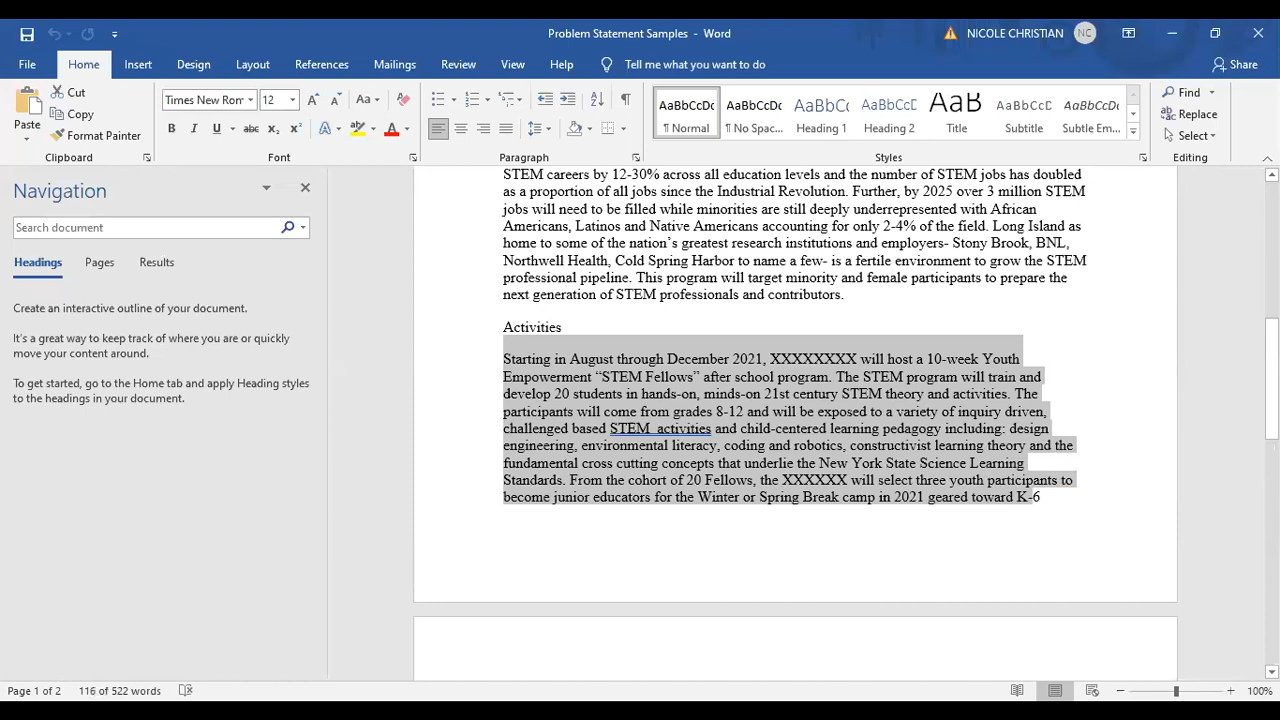 Problem Statement Samples - Word
NICOLE CHRISTIAN NC
File Home Insert Design Layout References Mailings Review View Help Tell me what you want to do Share
Paste
Cut
Copy
Format Painter
Clipboard
Times New Rom 12
Font
Paragraph
AaBbCcDc AaBbCcDc AaBbCc AaBbCcD AaB AaBbCcD AaBbCcDc
¶ Normal ¶ No Spac... Heading 1 Heading 2 Title Subtitle Subtle Em...
Styles
Find
Replace
Select
Editing
Navigation
Search document
Headings Pages Results
Create an interactive outline of your document.
It's a great way to keep track of where you are or quickly
move your content around.
To get started, go to the Home tab and apply Heading styles
to the headings in your document.
STEM careers by 12-30% across all education levels and the number of STEM jobs has doubled
as a proportion of all jobs since the Industrial Revolution. Further, by 2025 over 3 million STEM
jobs will need to be filled while minorities are still deeply underrepresented with African
Americans, Latinos and Native Americans accounting for only 2-4% of the field. Long Island as
home to some of the nation's greatest research institutions and employers- Stony Brook, BNL,
Northwell Health, Cold Spring Harbor to name a few- is a fertile environment to grow the STEM
professional pipeline. This program will target minority and female participants to prepare the
next generation of STEM professionals and contributors.
Activities
Starting in August through December 2021, XXXXXXXX will host a 10-week Youth
Empowerment “STEM Fellows” after school program. The STEM program will train and
develop 20 students in hands-on, minds-on 21st century STEM theory and activities. The
participants will come from grades 8-12 and will be exposed to a variety of inquiry driven,
challenged based STEM  activities and child-centered learning pedagogy including: design
engineering, environmental literacy, coding and robotics, constructivist learning theory and the
fundamental cross cutting concepts that underlie the New York State Science Learning
Standards. From the cohort of 20 Fellows, the XXXXXX will select three youth participants to
become junior educators for the Winter or Spring Break camp in 2021 geared toward K-6
Page 1 of 2 116 of 522 words
100%